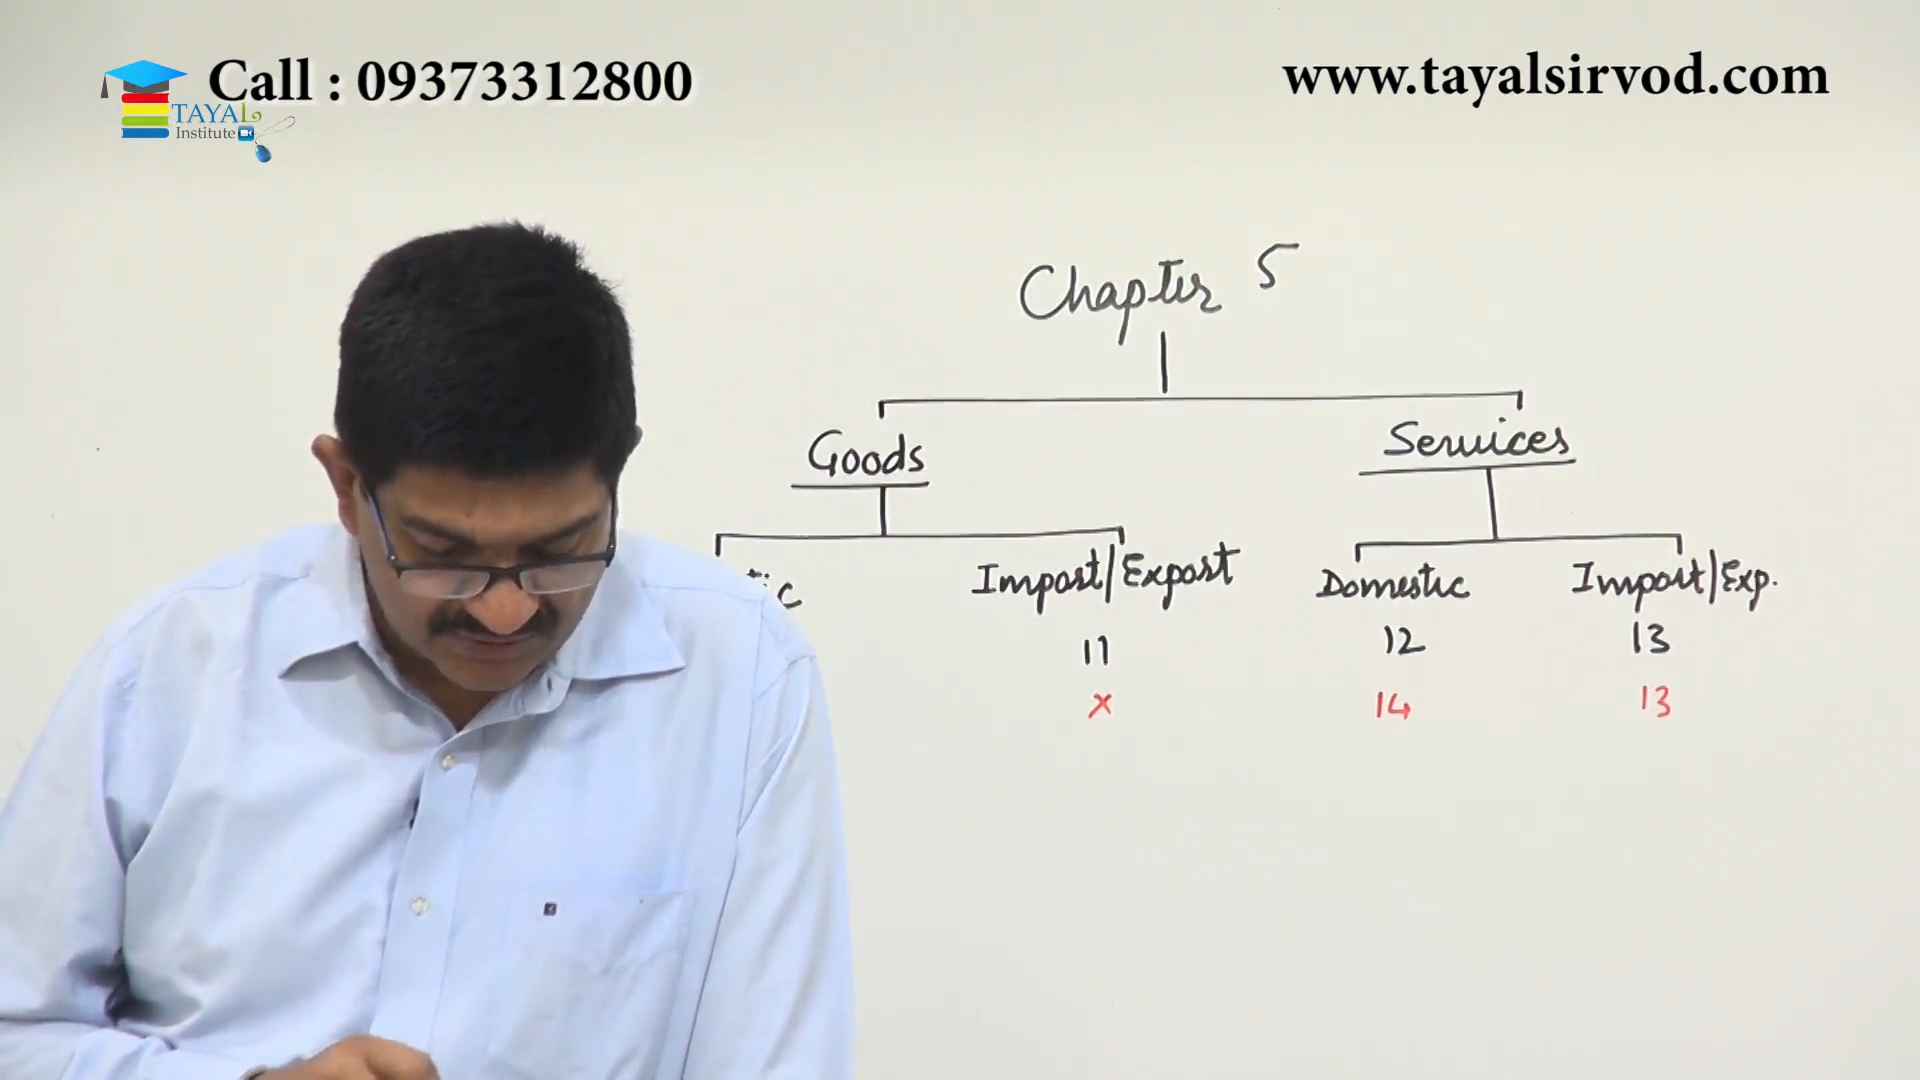 Call : 09373312800
www.tayalsirvod.com
TAYAL
Institute
Chapter 5
Goods
Services
tic
Import/Export
Domestic
Import/Exp.
11
12
13
x
14
13